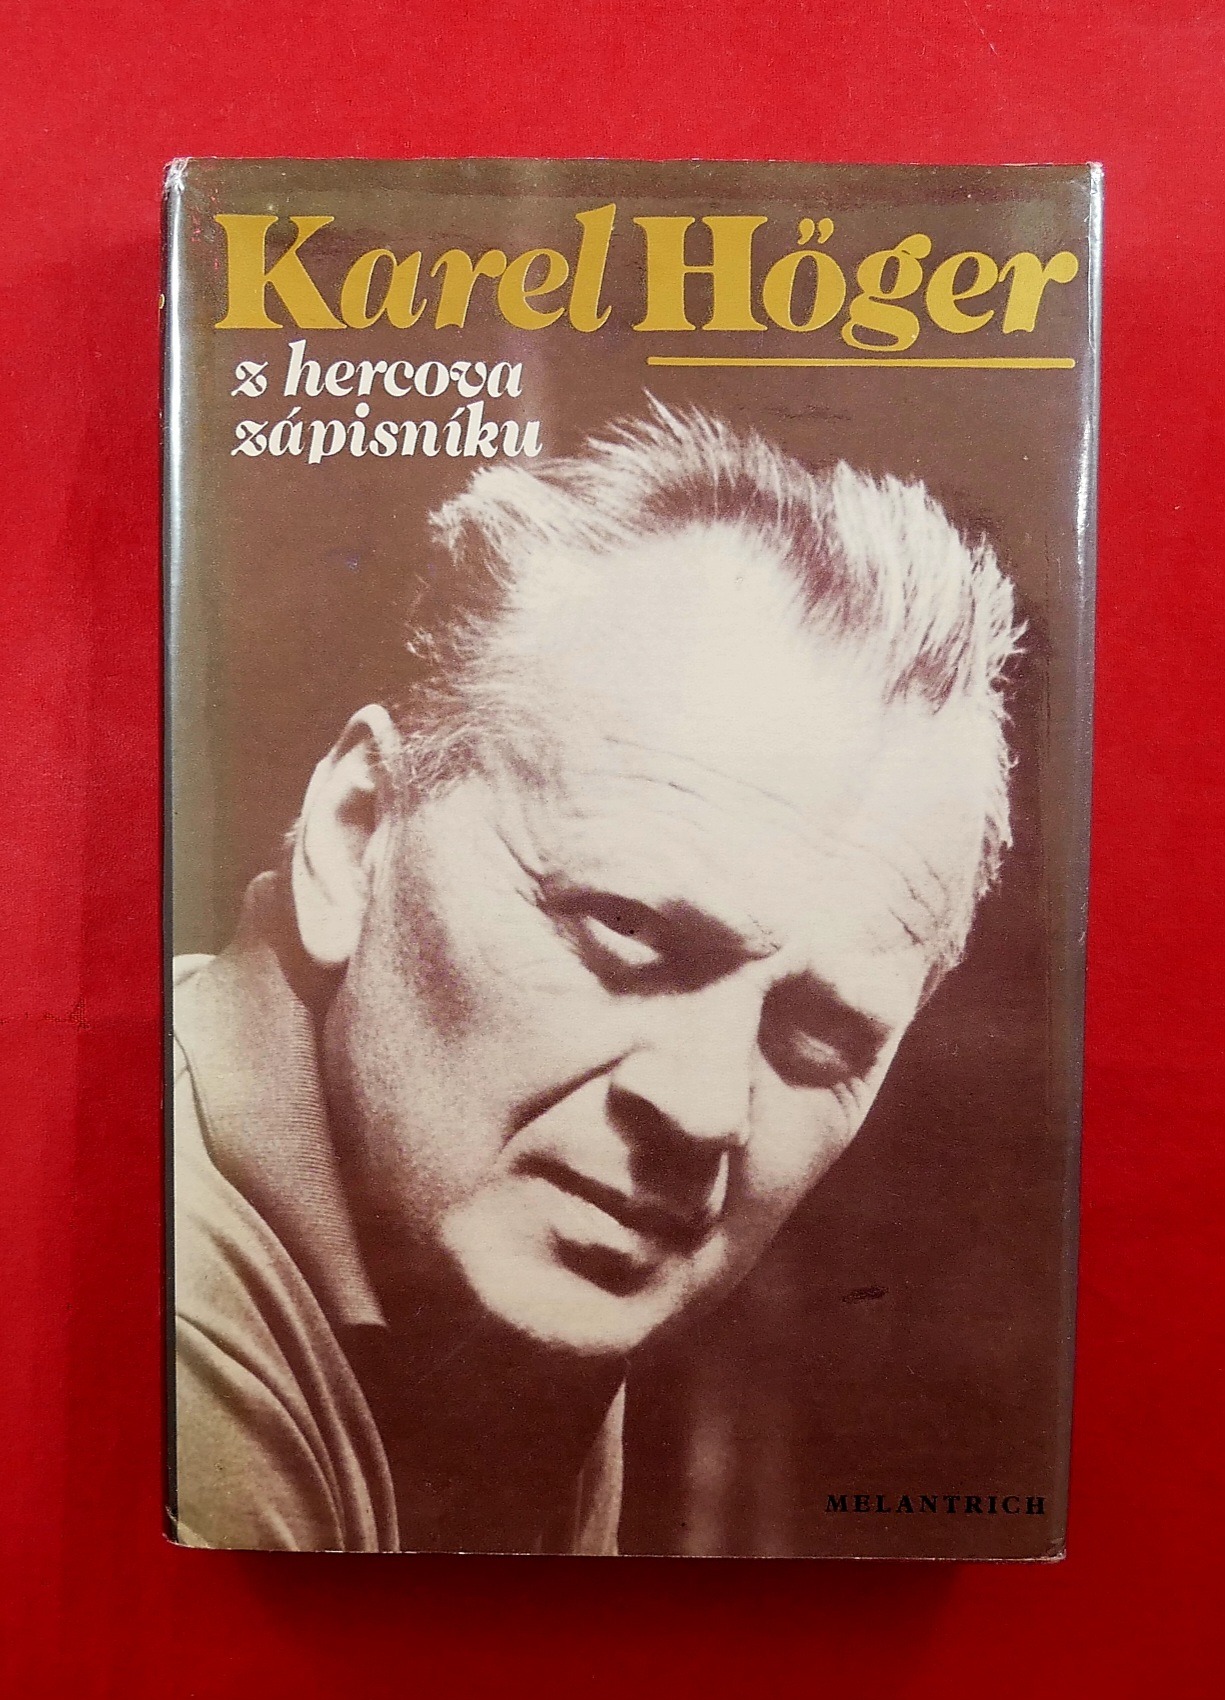 Karel Höger
z hercova
zápisníku
MELANTRICH